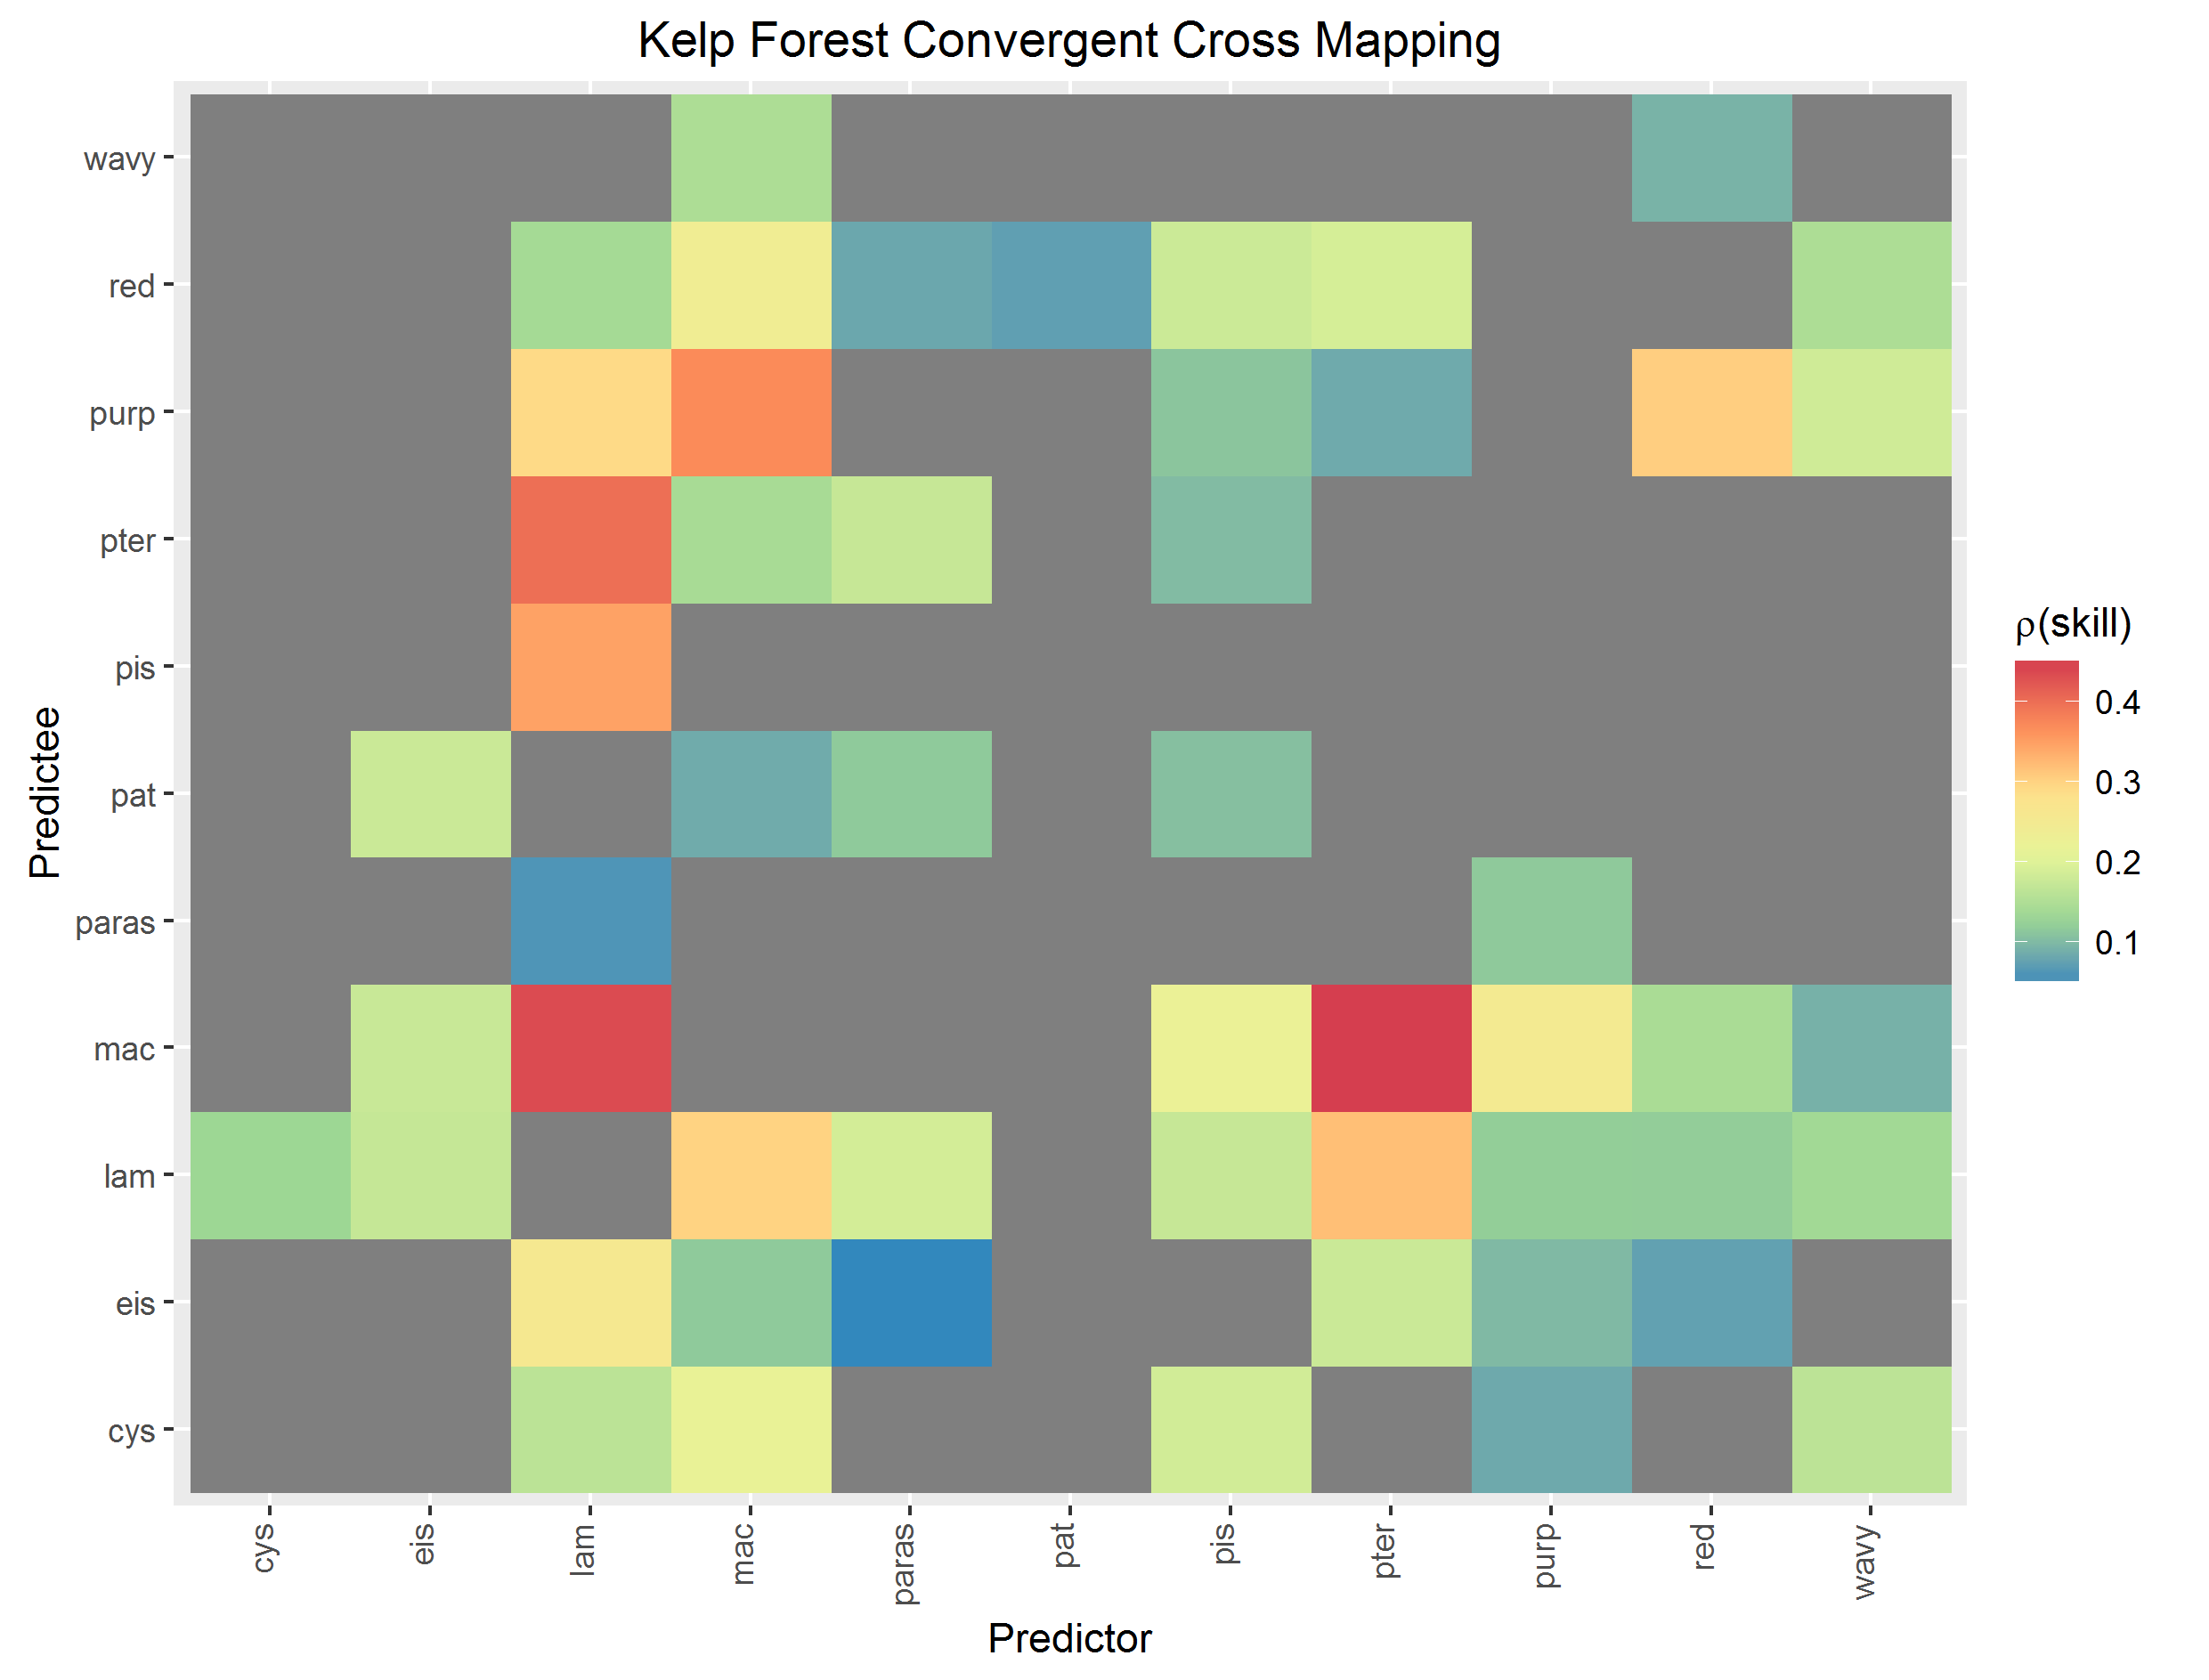 Kelp Forest Convergent Cross Mapping
Predictee
wavy
red
purp
pter
pis
pat
paras
mac
lam
eis
cys
cys
eis
lam
mac
paras
pat
pis
pter
purp
red
wavy
Predictor
ρ(skill)
0.4
0.3
0.2
0.1